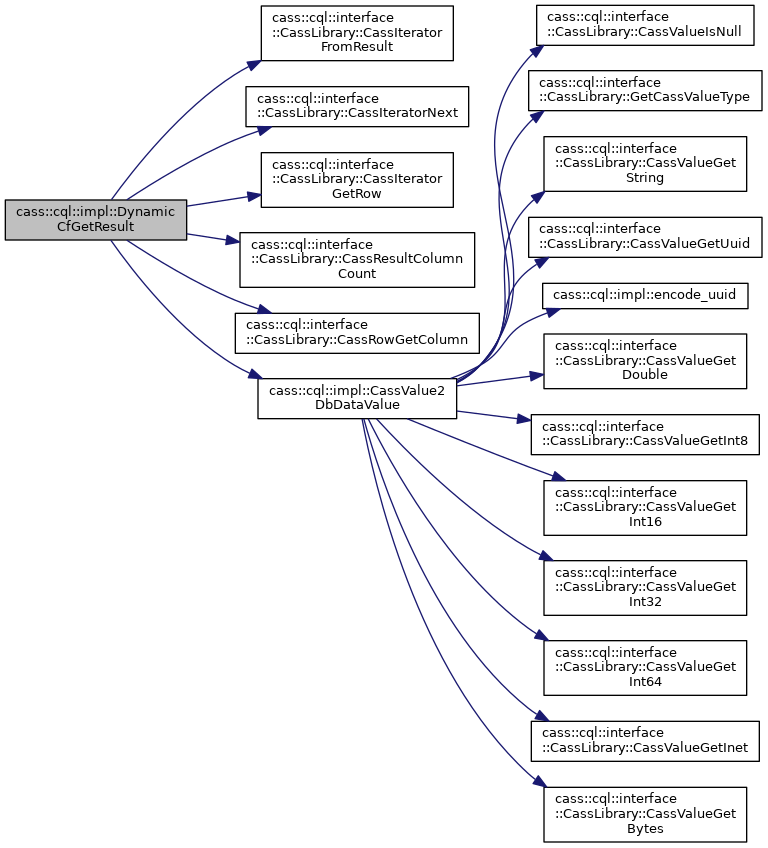 cass::cql::impl::Dynamic
CfGetResult
cass::cql::interface
::CassLibrary::CassIterator
FromResult
cass::cql::interface
::CassLibrary::CassIteratorNext
cass::cql::interface
::CassLibrary::CassIterator
GetRow
cass::cql::interface
::CassLibrary::CassResultColumn
Count
cass::cql::interface
::CassLibrary::CassRowGetColumn
cass::cql::impl::CassValue2
DbDataValue
cass::cql::interface
::CassLibrary::CassValueIsNull
cass::cql::interface
::CassLibrary::GetCassValueType
cass::cql::interface
::CassLibrary::CassValueGet
String
cass::cql::interface
::CassLibrary::CassValueGetUuid
cass::cql::impl::encode_uuid
cass::cql::interface
::CassLibrary::CassValueGet
Double
cass::cql::interface
::CassLibrary::CassValueGetInt8
cass::cql::interface
::CassLibrary::CassValueGet
Int16
cass::cql::interface
::CassLibrary::CassValueGet
Int32
cass::cql::interface
::CassLibrary::CassValueGet
Int64
cass::cql::interface
::CassLibrary::CassValueGetInet
cass::cql::interface
::CassLibrary::CassValueGet
Bytes